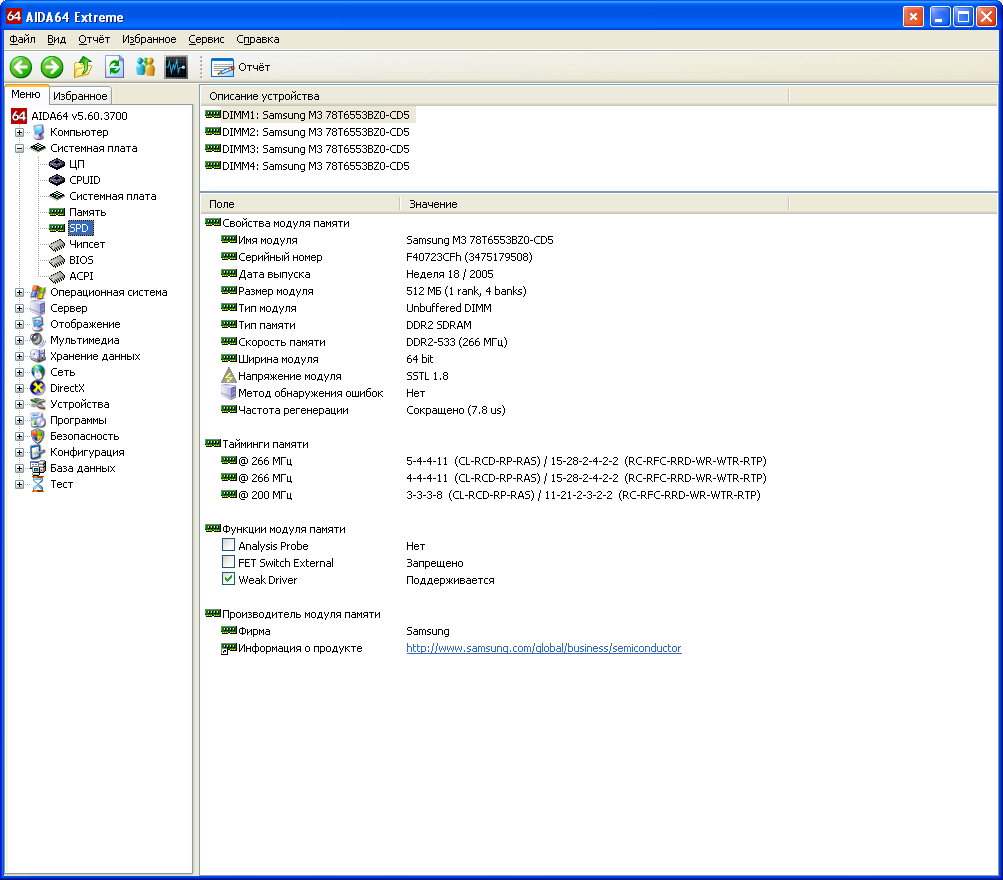 AIDA64 Extreme
Файл Вид Отчёт Избранное Сервис Справка
Отчёт
Меню Избранное
AIDA64 v5.60.3700
Компьютер
Системная плата
ЦП
CPUID
Системная плата
Память
SPD
Чипсет
BIOS
ACPI
Операционная система
Сервер
Отображение
Мультимедиа
Хранение данных
Сеть
DirectX
Устройства
Программы
Безопасность
Конфигурация
База данных
Тест
Описание устройства
DIMM1: Samsung M3 78T6553BZ0-CD5
DIMM2: Samsung M3 78T6553BZ0-CD5
DIMM3: Samsung M3 78T6553BZ0-CD5
DIMM4: Samsung M3 78T6553BZ0-CD5
Поле Значение
Свойства модуля памяти
Имя модуля Samsung M3 78T6553BZ0-CD5
Серийный номер F40723CFh (3475179508)
Дата выпуска Неделя 18 / 2005
Размер модуля 512 МБ (1 rank, 4 banks)
Тип модуля Unbuffered DIMM
Тип памяти DDR2 SDRAM
Скорость памяти DDR2-533 (266 МГц)
Ширина модуля 64 bit
Напряжение модуля SSTL 1.8
Метод обнаружения ошибок Нет
Частота регенерации Сокращено (7.8 us)
Тайминги памяти
@ 266 МГц 5-4-4-11 (CL-RCD-RP-RAS) / 15-28-2-4-2-2 (RC-RFC-RRD-WR-WTR-RTP)
@ 266 МГц 4-4-4-11 (CL-RCD-RP-RAS) / 15-28-2-4-2-2 (RC-RFC-RRD-WR-WTR-RTP)
@ 200 МГц 3-3-3-8 (CL-RCD-RP-RAS) / 11-21-2-3-2-2 (RC-RFC-RRD-WR-WTR-RTP)
Функции модуля памяти
Analysis Probe Нет
FET Switch External Запрещено
Weak Driver Поддерживается
Производитель модуля памяти
Фирма Samsung
Информация о продукте http://www.samsung.com/global/business/semiconductor